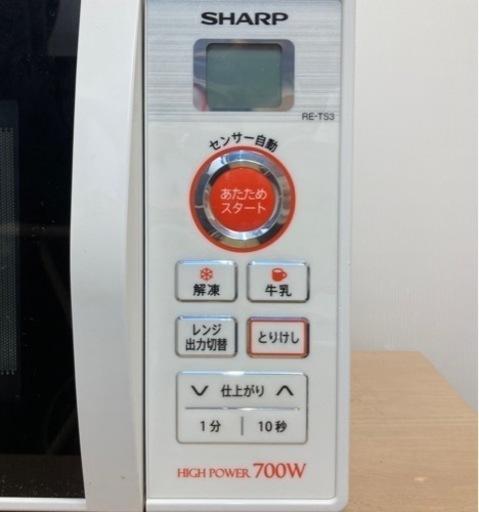 SHARP
RE-TS3
センサー自動
あたため
スタート
解凍
牛乳
レンジ
出力切替
とりけし
仕上がり
1分
10秒
HIGH POWER 700W